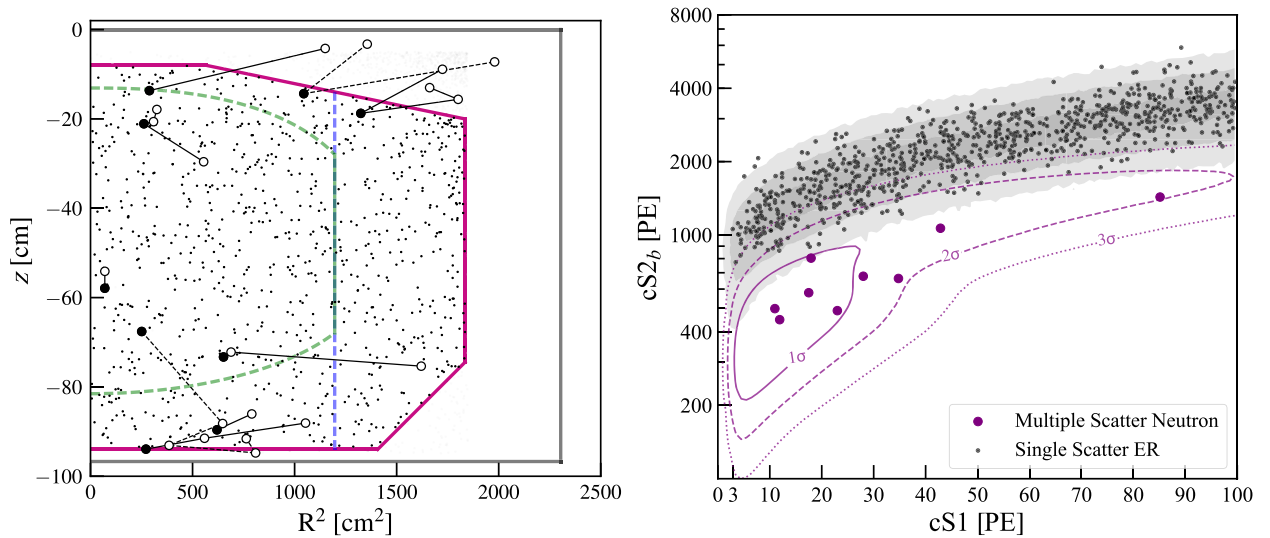 0
−20
−40
−60
−80
−100
z [cm]
0
500
1000
1500
2000
2500
R² [cm²]
8000
4000
2000
1000
400
200
cS2b [PE]
1σ
2σ
3σ
Multiple Scatter Neutron
Single Scatter ER
0 3 10 20 30 40 50 60 70 80 90 100
cS1 [PE]